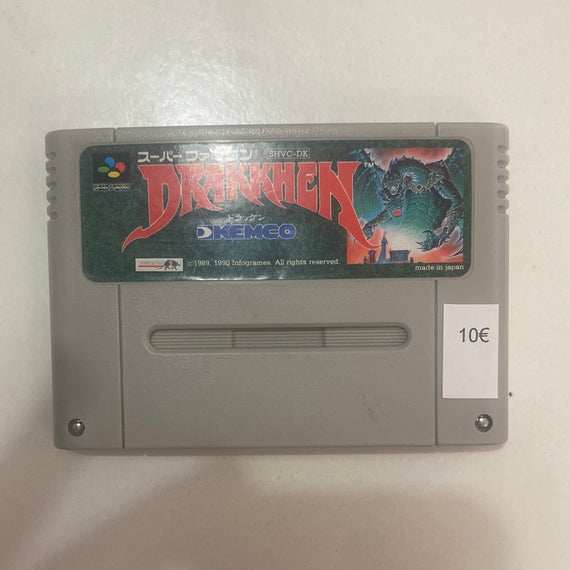 スーパーファミコン SHVC-DK
DRAKKHEN
ドラッケン
KEMCO
©1989, 1990 Infogrames. All rights reserved.
made in japan
10€